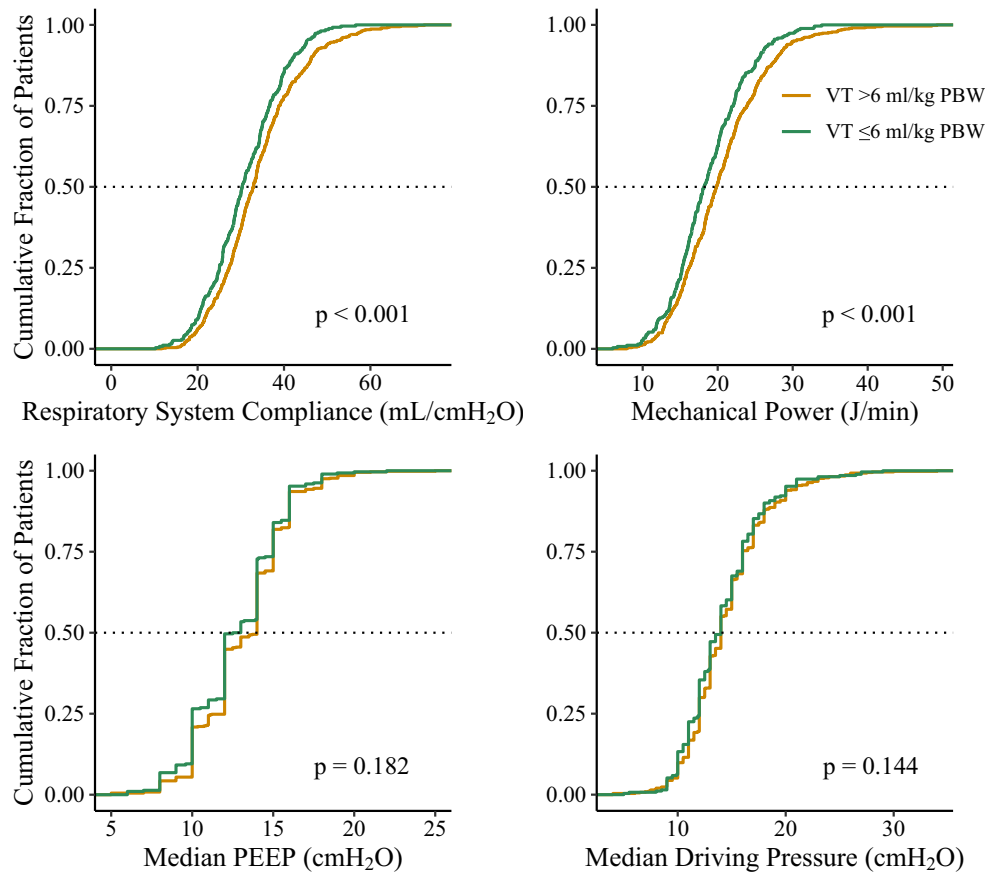 Cumulative Fraction of Patients
1.00
0.75
0.50
0.25
0.00
p < 0.001
0 20 40 60
Respiratory System Compliance (mL/cmH₂O)
1.00
0.75
0.50
0.25
0.00
VT >6 ml/kg PBW
VT ≤6 ml/kg PBW
p < 0.001
10 20 30 40 50
Mechanical Power (J/min)
Cumulative Fraction of Patients
1.00
0.75
0.50
0.25
0.00
p = 0.182
5 10 15 20 25
Median PEEP (cmH₂O)
1.00
0.75
0.50
0.25
0.00
p = 0.144
10 20 30
Median Driving Pressure (cmH₂O)